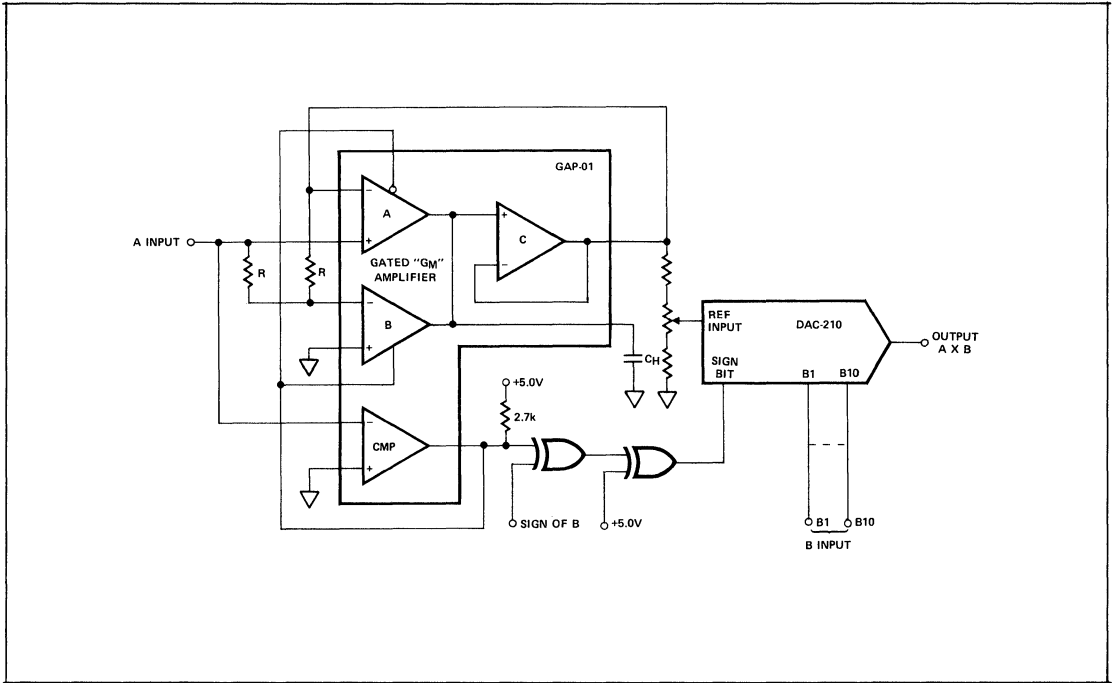 GAP-01
−
A
+
+
C
−
A INPUT
R
R
GATED "GM"
AMPLIFIER
−
B
+
CH
REF
INPUT
DAC-210
SIGN
BIT
B1
B10
OUTPUT
A X B
+5.0V
2.7k
−
CMP
+
SIGN OF B
+5.0V
B1
B10
B INPUT